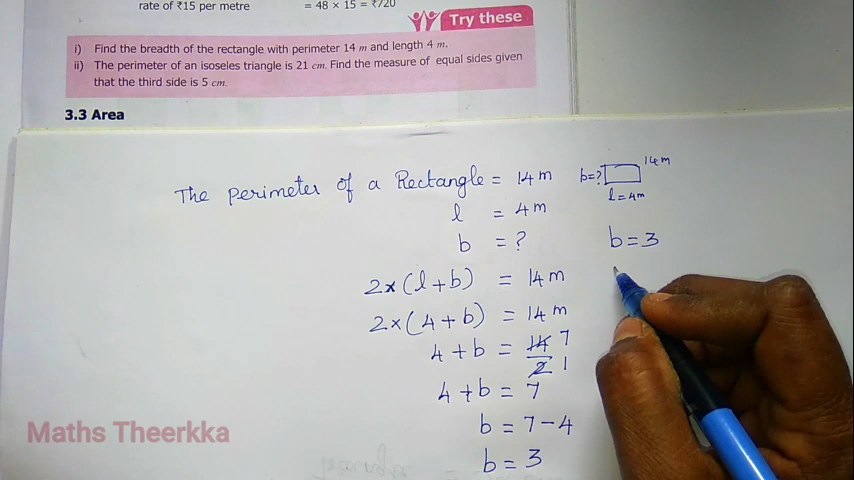 rate of ₹15 per metre = 48 × 15 = ₹720
Try these
i) Find the breadth of the rectangle with perimeter 14 m and length 4 m.
ii) The perimeter of an isoseles triangle is 21 cm. Find the measure of equal sides given
that the third side is 5 cm.
3.3 Area
The perimeter of a Rectangle = 14 m
b=? 14 m
l = 4m
l = 4 m
b = ?
b = 3
2×(l+b) = 14 m
2×(4+b) = 14 m
4+b = 14 7
2 1
4+b = 7
b = 7-4
b = 3
Maths Theerkka